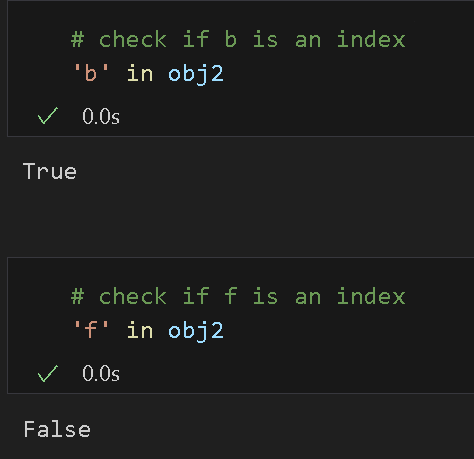 # check if b is an index
'b' in obj2
0.0s
True
# check if f is an index
'f' in obj2
0.0s
False